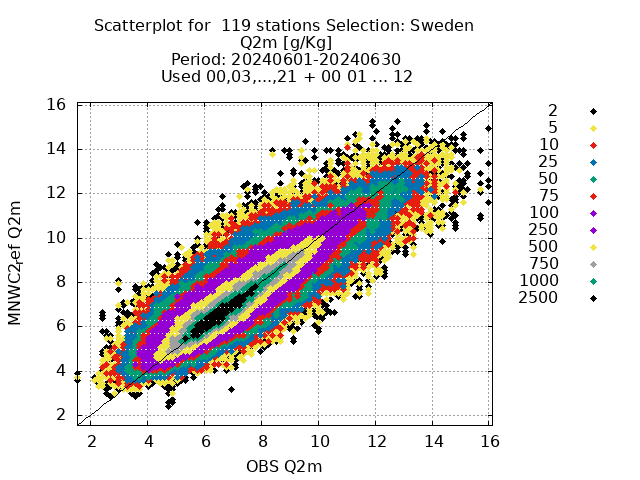 Scatterplot for  119 stations Selection: Sweden
Q2m [g/Kg]
Period: 20240601-20240630
Used 00,03,...,21 + 00 01 ... 12
16
14
12
10
8
6
4
2
MNWC2,ef Q2m
2 4 6 8 10 12 14 16
OBS Q2m
2
5
10
25
50
75
100
250
500
750
1000
2500